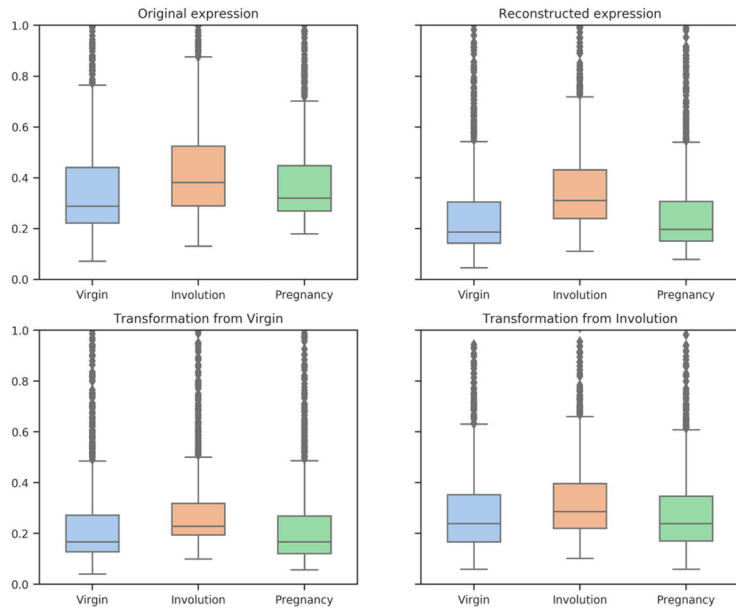 Original expression
1.0
0.8
0.6
0.4
0.2
0.0
Virgin Involution Pregnancy
Reconstructed expression
Virgin Involution Pregnancy
Transformation from Virgin
1.0
0.8
0.6
0.4
0.2
0.0
Virgin Involution Pregnancy
Transformation from Involution
Virgin Involution Pregnancy